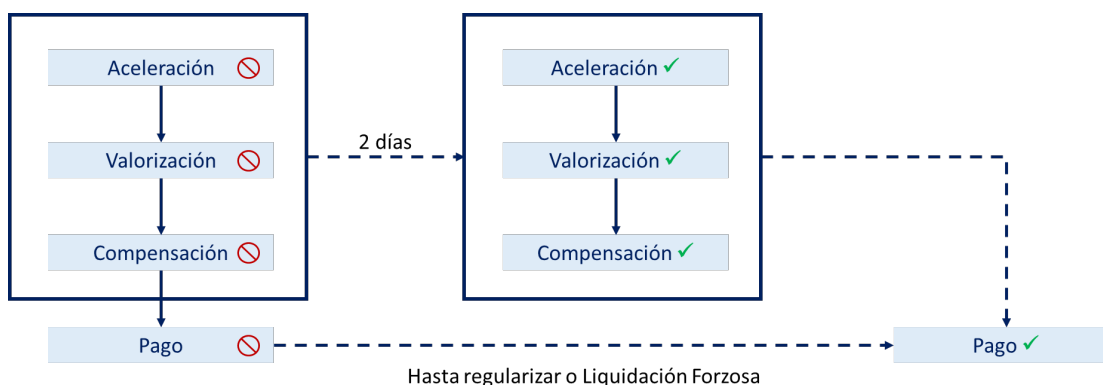 Aceleración
Valorización
Compensación
Pago
2 días
Aceleración
Valorización
Compensación
Pago
Hasta regularizar o Liquidación Forzosa